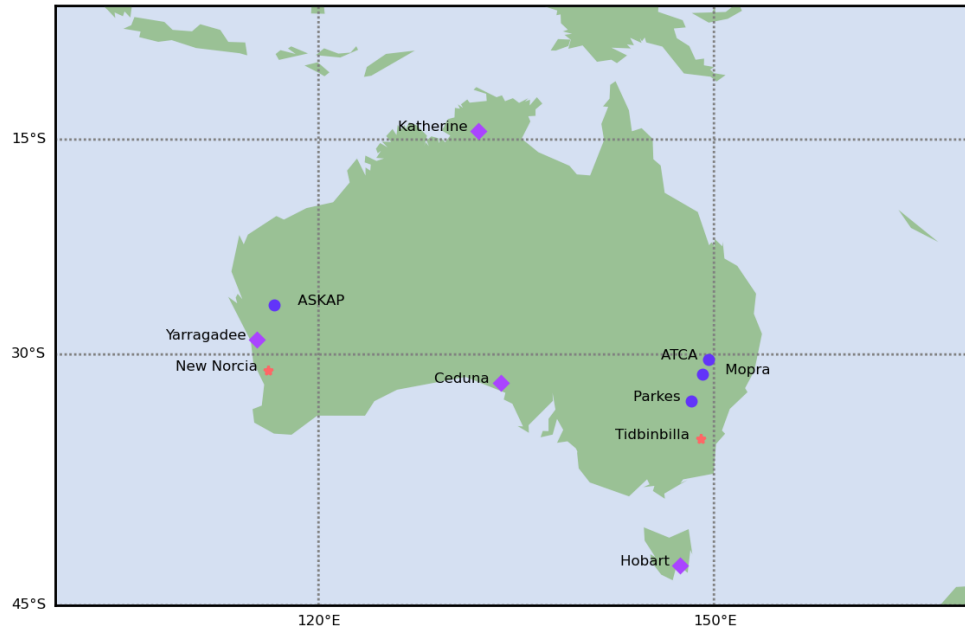 Katherine
15°S
ASKAP
Yarragadee
30°S
ATCA
New Norcia
Mopra
Ceduna
Parkes
Tidbinbilla
Hobart
45°S
120°E
150°E